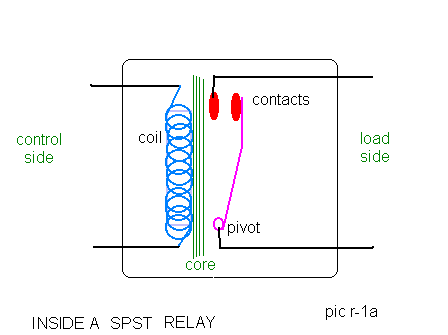 contacts
control
side
coil
load
side
pivot
core
pic r-1a
INSIDE A SPST RELAY